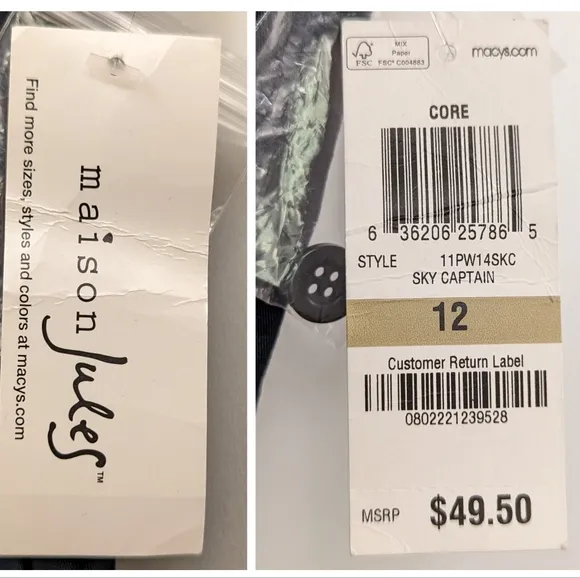 maison Jules™
Find more sizes, styles and colors at macys.com
FSC
MIX
Paper
FSC® C004883
macys.com
CORE
6 36206 25786 5
STYLE 11PW14SKC
SKY CAPTAIN
12
Customer Return Label
0802221239528
MSRP $49.50